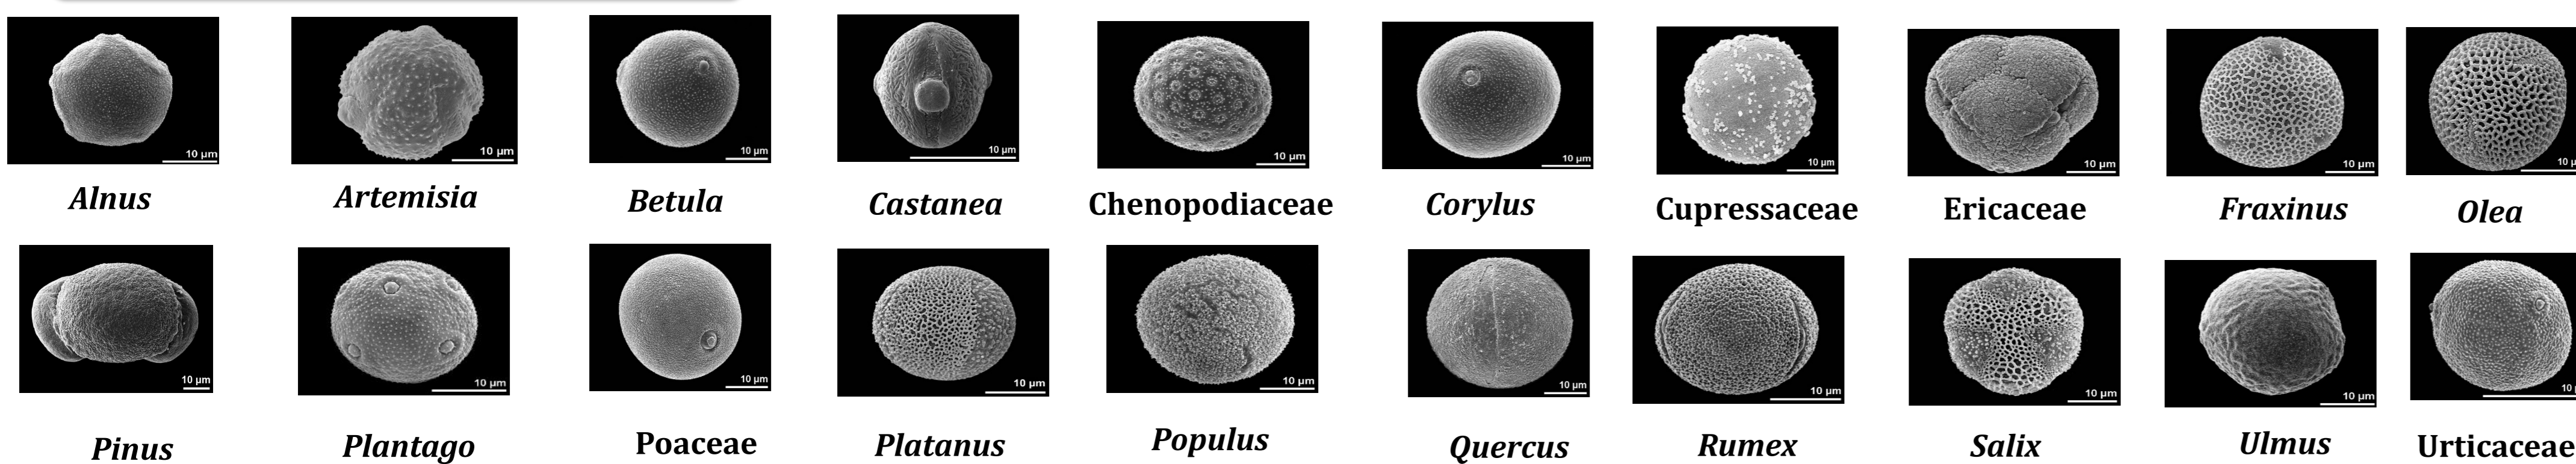 10 µm
10 µm
10 µm
10 µm
10 µm
10 µm
10 µm
10 µm
10 µm
10 µ
Alnus
Artemisia
Betula
Castanea
Chenopodiaceae
Corylus
Cupressaceae
Ericaceae
Fraxinus
Olea
10 µm
10 µm
10 µm
10 µm
10 µm
10 µm
10 µm
10 µm
10 µm
10
Pinus
Plantago
Poaceae
Platanus
Populus
Quercus
Rumex
Salix
Ulmus
Urticaceae